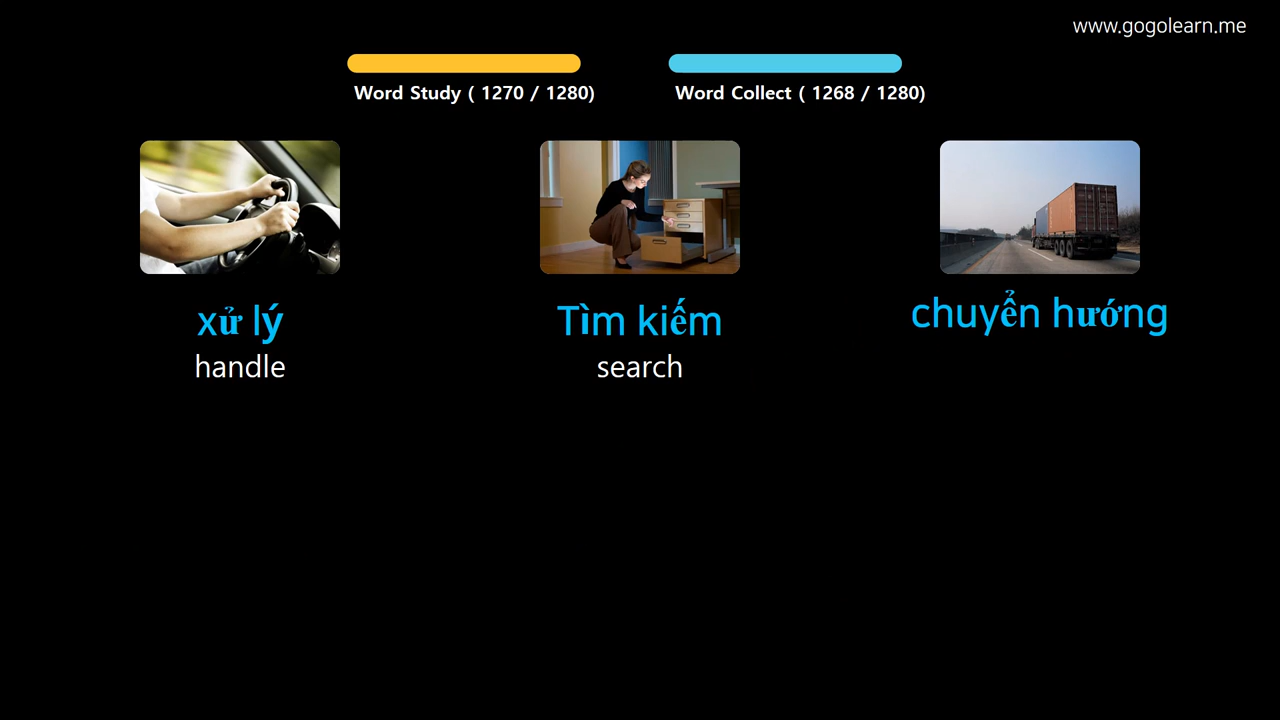 www.gogolearn.me
Word Study ( 1270 / 1280)
Word Collect ( 1268 / 1280)
xử lý
handle
Tìm kiếm
search
chuyển hướng